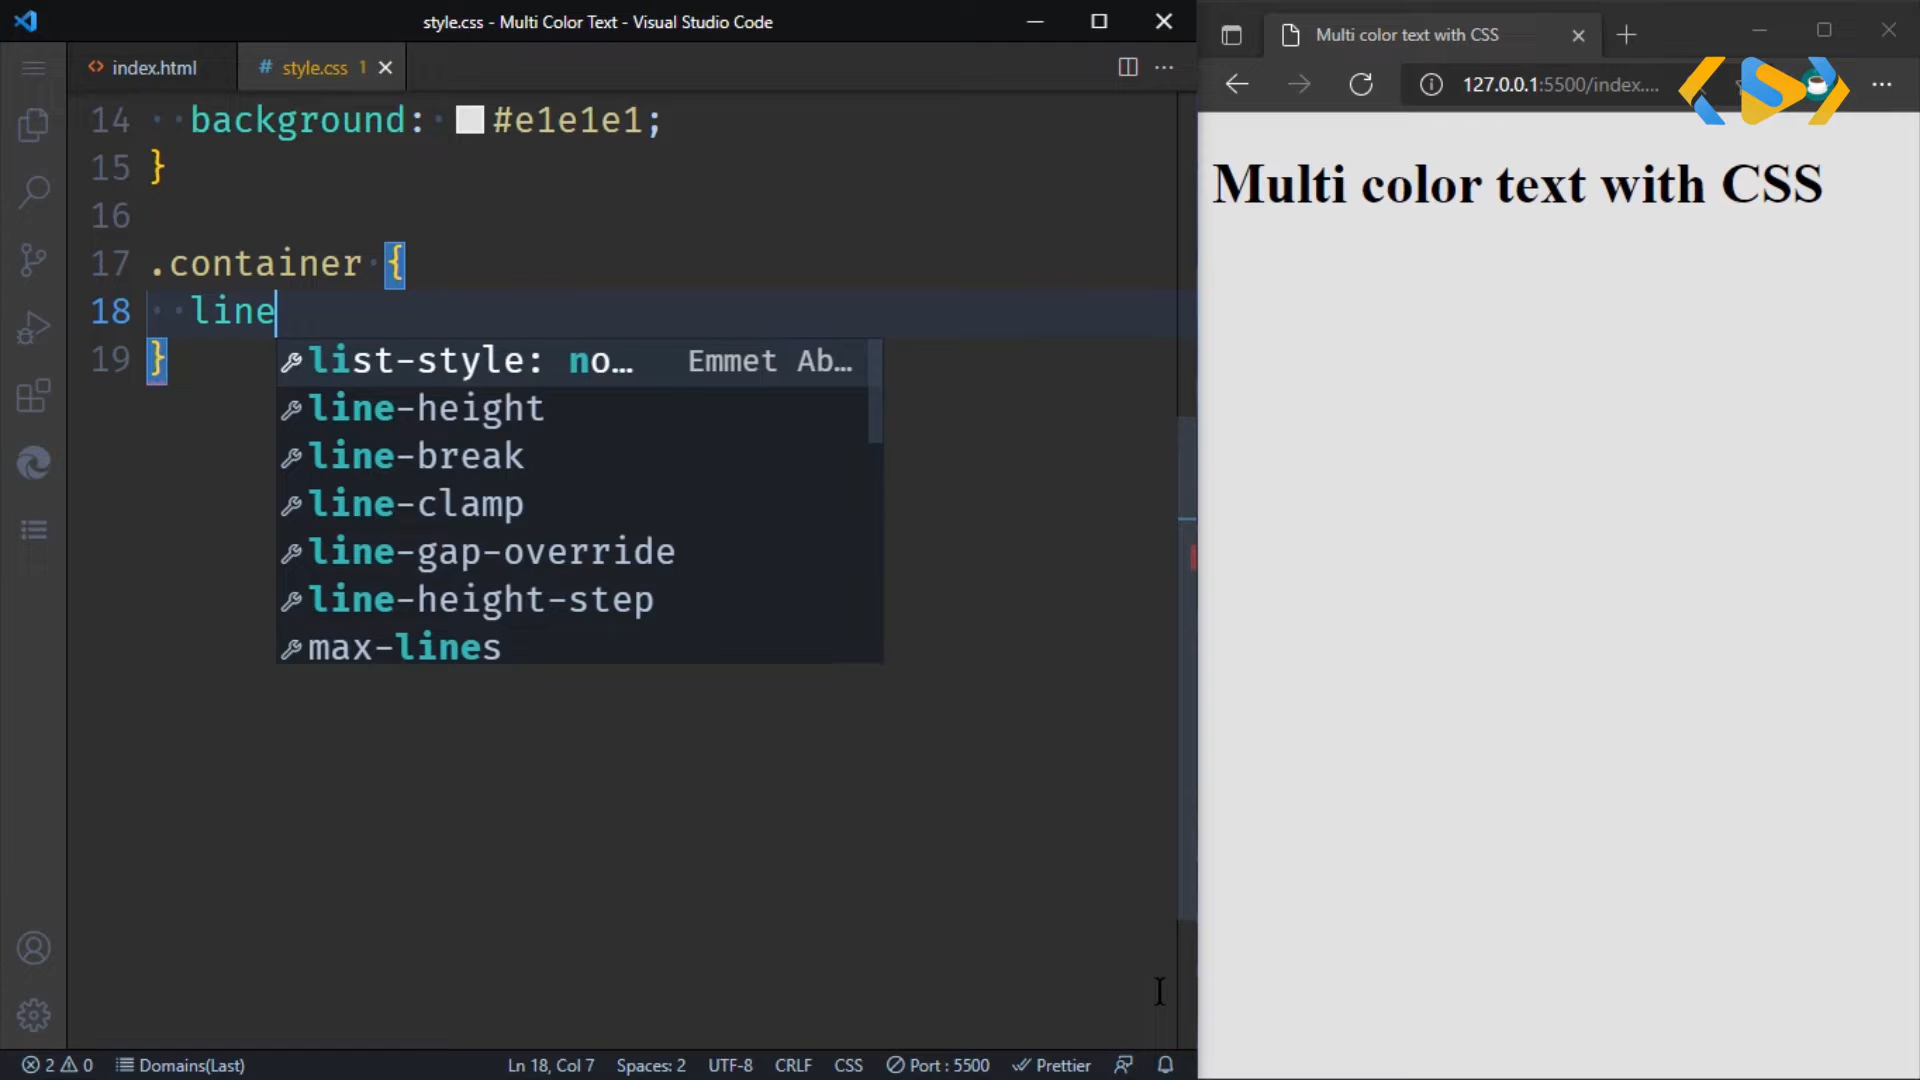 style.css - Multi Color Text - Visual Studio Code
index.html
# style.css 1
14 background: #e1e1e1;
15 }
16
17 .container {
18 line
19 }
list-style: no… Emmet Ab…
line-height
line-break
line-clamp
line-gap-override
line-height-step
max-lines
2 0 Domains(Last) Ln 18, Col 7 Spaces: 2 UTF-8 CRLF CSS Port : 5500 Prettier
Multi color text with CSS
127.0.0.1:5500/index....
Multi color text with CSS